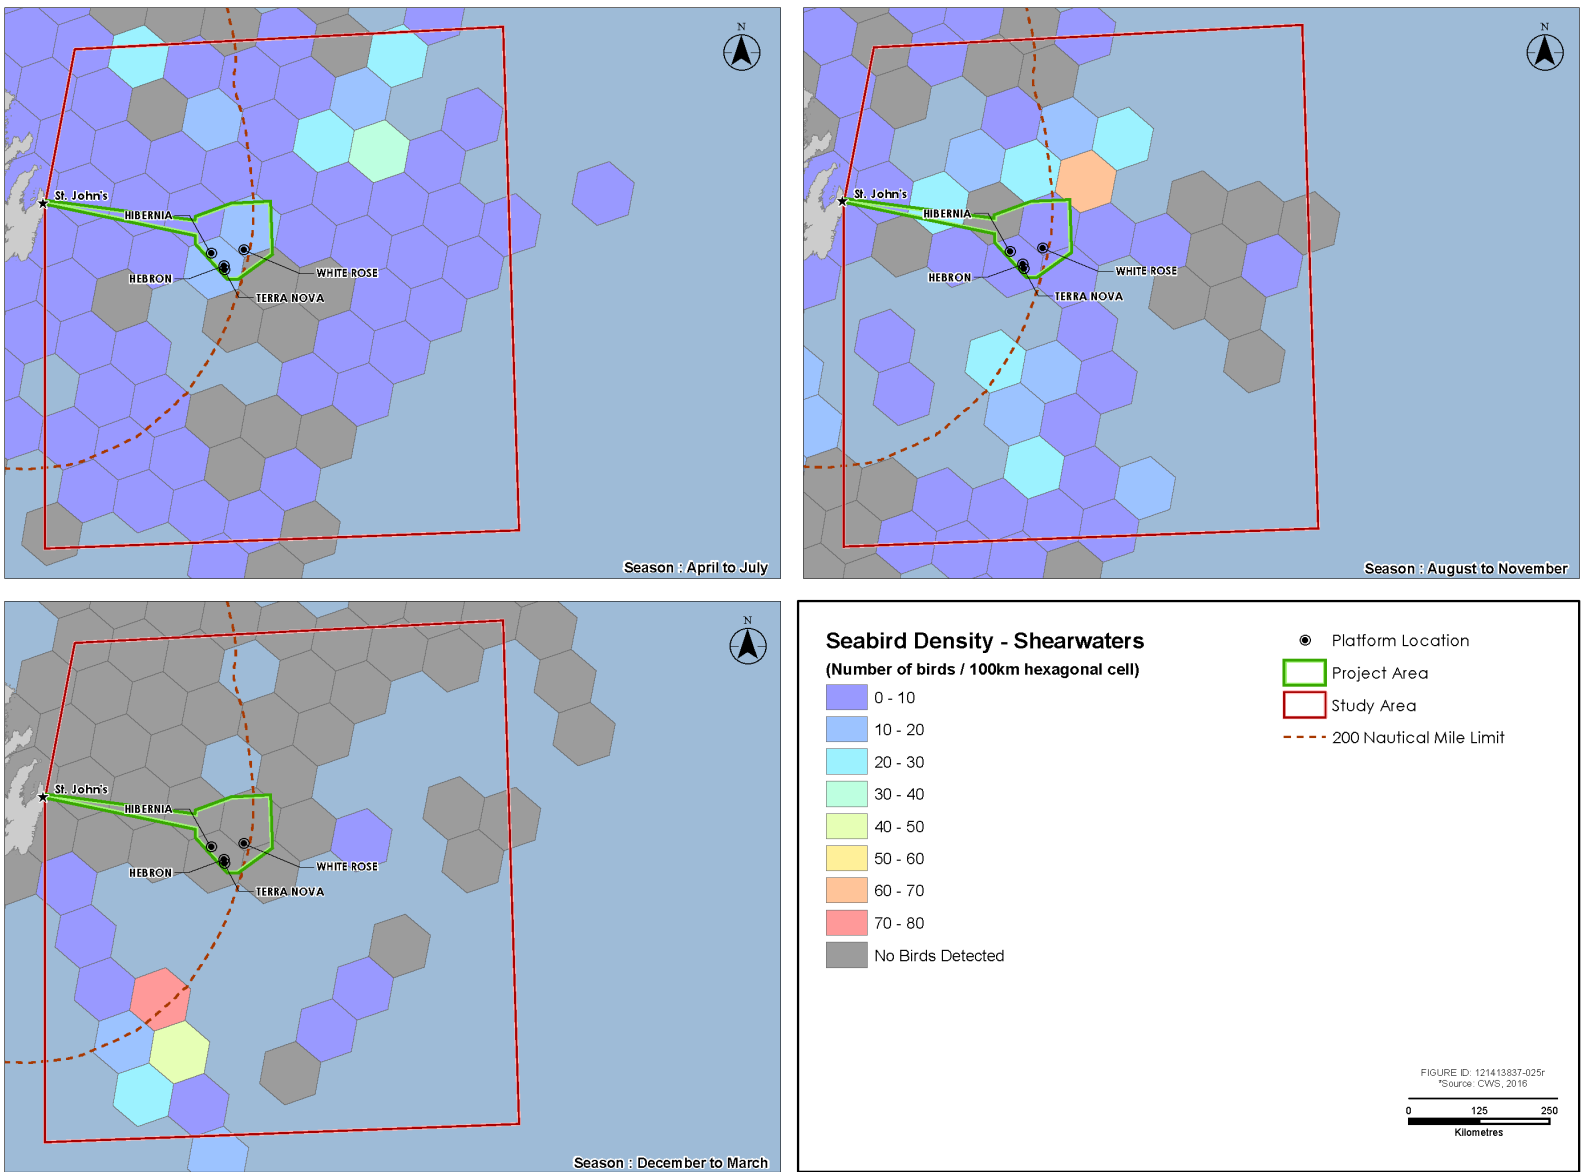 N
St. John's
HIBERNIA
HEBRON
WHITE ROSE
TERRA NOVA
Season : April to July
N
St. John's
HIBERNIA
HEBRON
WHITE ROSE
TERRA NOVA
Season : August to November
N
St. John's
HIBERNIA
HEBRON
WHITE ROSE
TERRA NOVA
Season : December to March
Seabird Density - Shearwaters
(Number of birds / 100km hexagonal cell)
0 - 10
10 - 20
20 - 30
30 - 40
40 - 50
50 - 60
60 - 70
70 - 80
No Birds Detected
Platform Location
Project Area
Study Area
200 Nautical Mile Limit
FIGURE ID: 121413837-025r
*Source: CWS, 2016
0 125 250
Kilometres